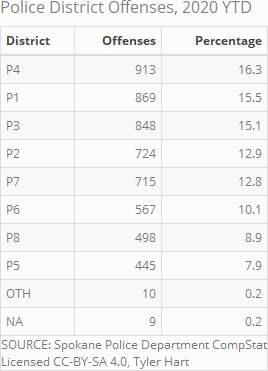 Police District Offenses, 2020 YTD
District Offenses Percentage
P4 913 16.3
P1 869 15.5
P3 848 15.1
P2 724 12.9
P7 715 12.8
P6 567 10.1
P8 498 8.9
P5 445 7.9
OTH 10 0.2
NA 9 0.2
SOURCE: Spokane Police Department CompStat
Licensed CC-BY-SA 4.0, Tyler Hart